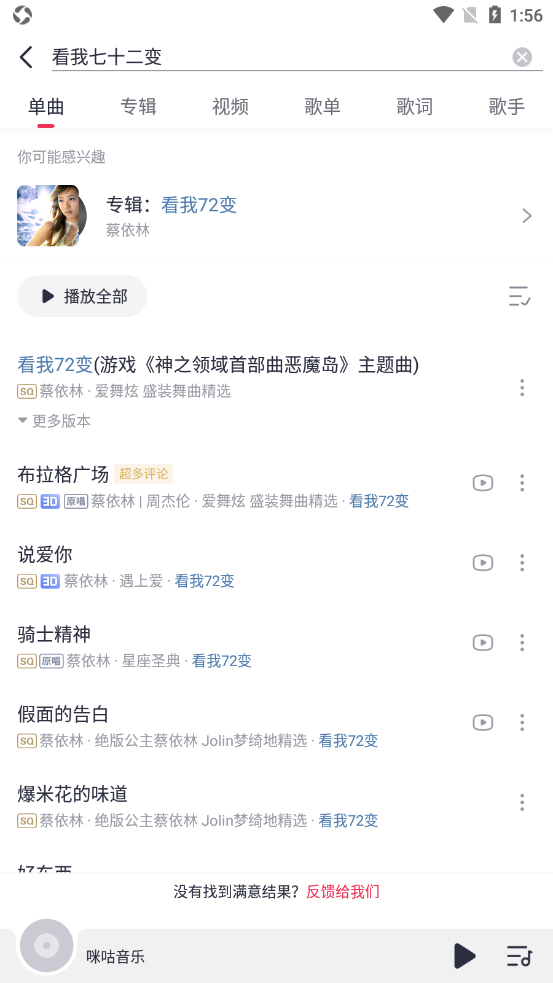 1:56
看我七十二变
单曲 专辑 视频 歌单 歌词 歌手
你可能感兴趣
专辑：看我72变
蔡依林
播放全部
看我72变(游戏《神之领域首部曲恶魔岛》主题曲)
SQ 蔡依林 · 爱舞炫 盛装舞曲精选
更多版本
布拉格广场 超多评论
SQ 3D 原唱 蔡依林 | 周杰伦 · 爱舞炫 盛装舞曲精选 · 看我72变
说爱你
SQ 3D 蔡依林 · 遇上爱 · 看我72变
骑士精神
SQ 原唱 蔡依林 · 星座圣典 · 看我72变
假面的告白
SQ 蔡依林 · 绝版公主蔡依林 Jolin梦绮地精选 · 看我72变
爆米花的味道
SQ 蔡依林 · 绝版公主蔡依林 Jolin梦绮地精选 · 看我72变
没有找到满意结果？反馈给我们
咪咕音乐